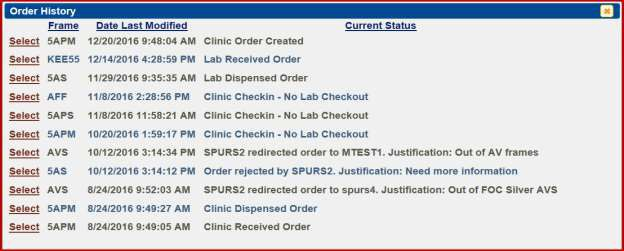 Order History
Frame Date Last Modified Current Status
Select 5APM 12/20/2016 9:48:04 AM Clinic Order Created
Select KEE55 12/14/2016 4:28:59 PM Lab Received Order
Select 5AS 11/29/2016 9:35:35 AM Lab Dispensed Order
Select AFF 11/8/2016 2:28:56 PM Clinic Checkin - No Lab Checkout
Select 5APS 11/8/2016 11:58:21 AM Clinic Checkin - No Lab Checkout
Select 5APM 10/20/2016 1:59:17 PM Clinic Checkin - No Lab Checkout
Select AVS 10/12/2016 3:14:34 PM SPURS2 redirected order to MTEST1. Justification: Out of AV frames
Select 5AS 10/12/2016 3:14:12 PM Order rejected by SPURS2. Justification: Need more information
Select AVS 8/24/2016 9:52:03 AM SPURS2 redirected order to spurs4. Justification: Out of FOC Silver AVS
Select 5APM 8/24/2016 9:49:27 AM Clinic Dispensed Order
Select 5APM 8/24/2016 9:49:05 AM Clinic Received Order